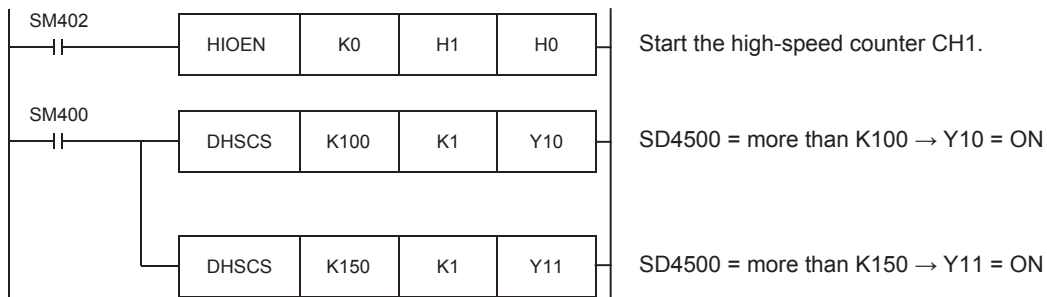 SM402
HIOEN K0 H1 H0 Start the high-speed counter CH1.
SM400
DHSCS K100 K1 Y10 SD4500 = more than K100 → Y10 = ON
DHSCS K150 K1 Y11 SD4500 = more than K150 → Y11 = ON